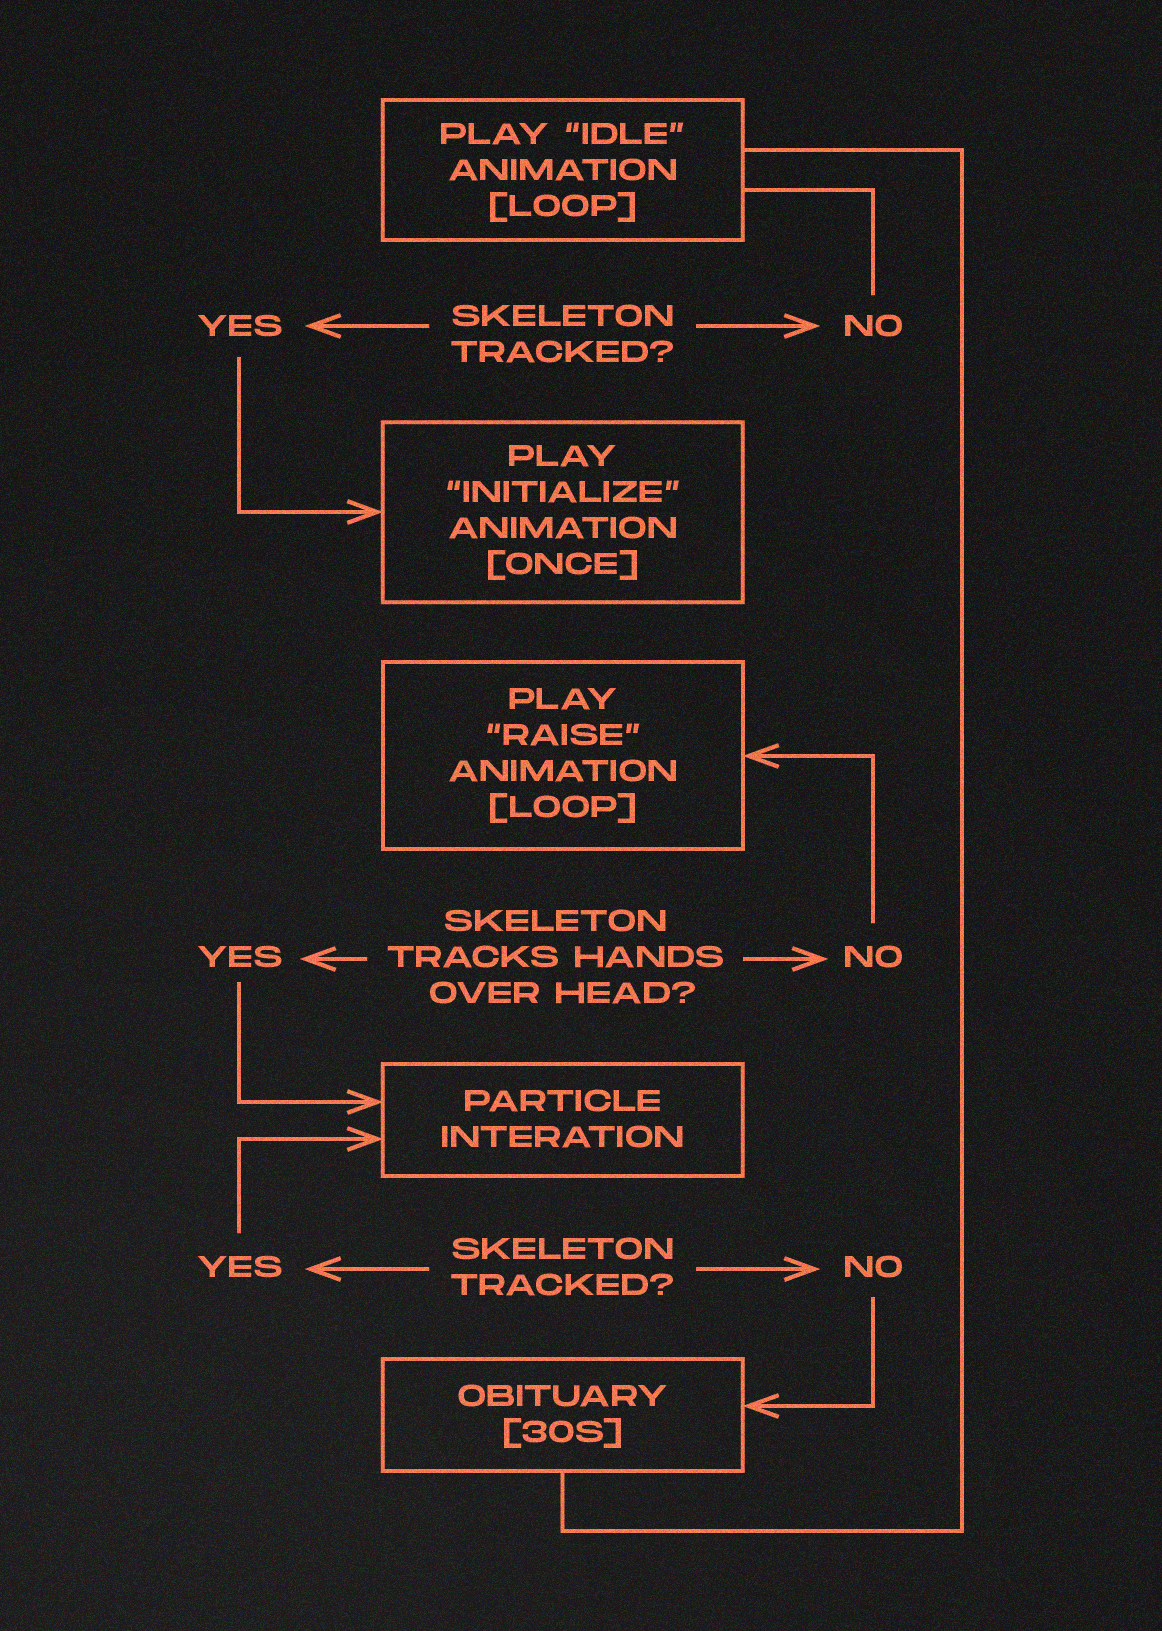 PLAY “IDLE”
ANIMATION
[LOOP]
YES
SKELETON
TRACKED?
NO
PLAY
“INITIALIZE”
ANIMATION
[ONCE]
PLAY
“RAISE”
ANIMATION
[LOOP]
SKELETON
YES
TRACKS HANDS
NO
OVER HEAD?
PARTICLE
INTERATION
YES
SKELETON
TRACKED?
NO
OBITUARY
[30S]